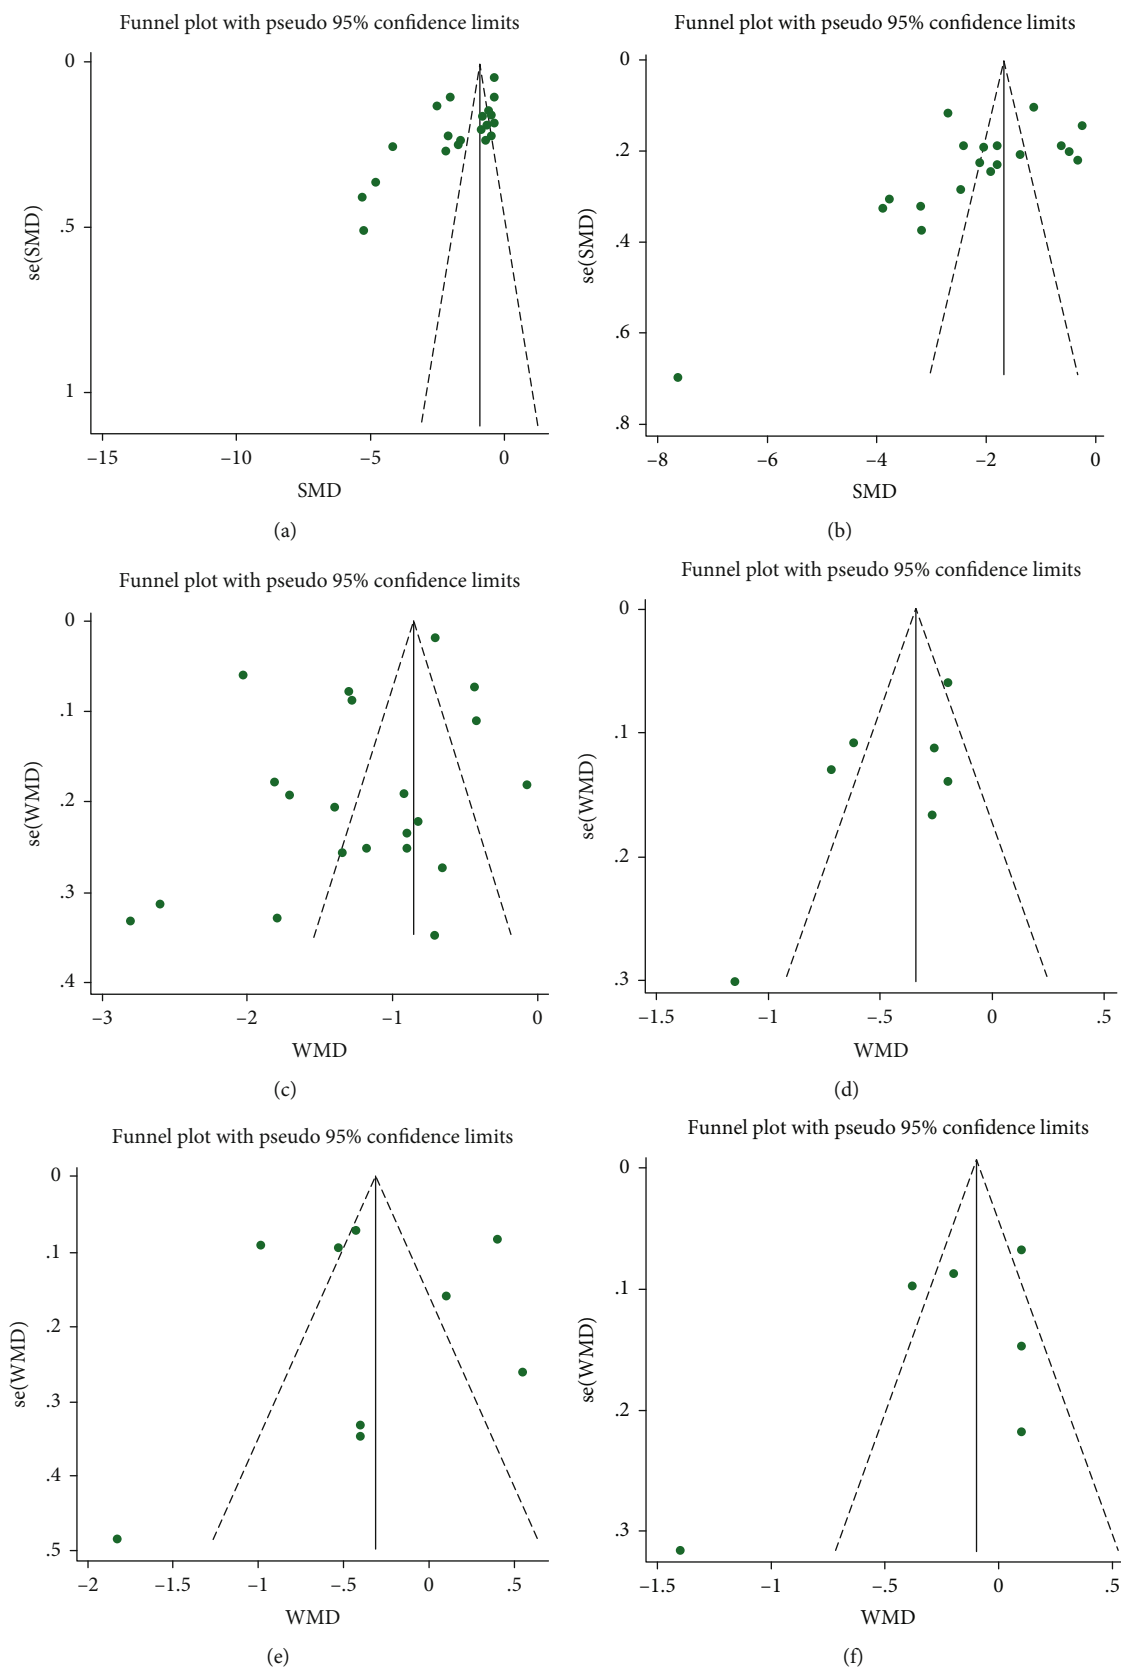 Funnel plot with pseudo 95% confidence limits
0
.5
1
se(SMD)
−15
−10
−5
0
SMD
(a)
Funnel plot with pseudo 95% confidence limits
0
.2
.4
.6
.8
se(SMD)
−8
−6
−4
−2
0
SMD
(b)
Funnel plot with pseudo 95% confidence limits
0
.1
.2
.3
.4
se(WMD)
−3
−2
−1
0
WMD
(c)
Funnel plot with pseudo 95% confidence limits
0
.1
.2
.3
se(WMD)
−1.5
−1
−.5
0
.5
WMD
(d)
Funnel plot with pseudo 95% confidence limits
0
.1
.2
.3
.4
.5
se(WMD)
−2
−1.5
−1
−.5
0
.5
WMD
(e)
Funnel plot with pseudo 95% confidence limits
0
.1
.2
.3
se(WMD)
−1.5
−1
−.5
0
.5
WMD
(f)